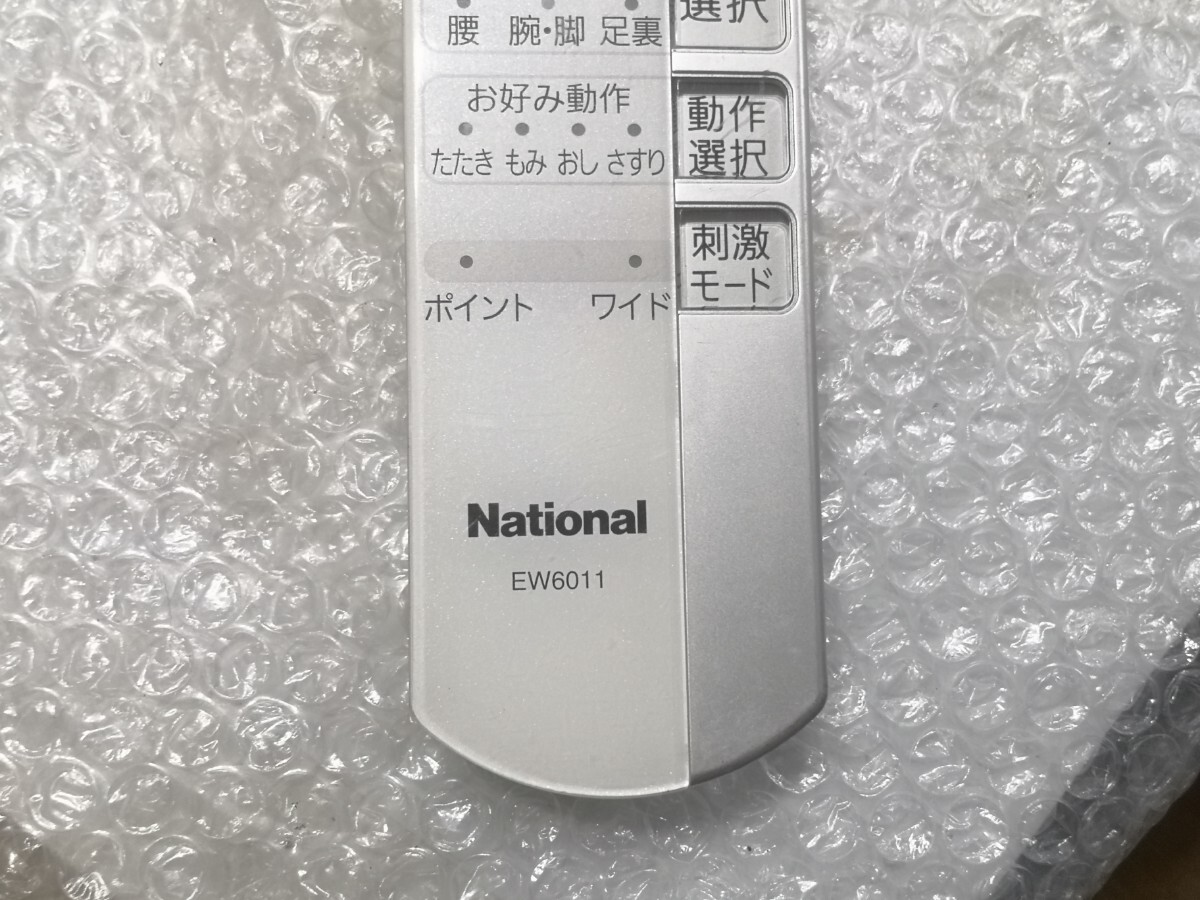 選択
腰 腕・脚 足裏
お好み動作
たたき もみ おし さすり
動作
選択
刺激
モード
ポイント ワイド
National
EW6011